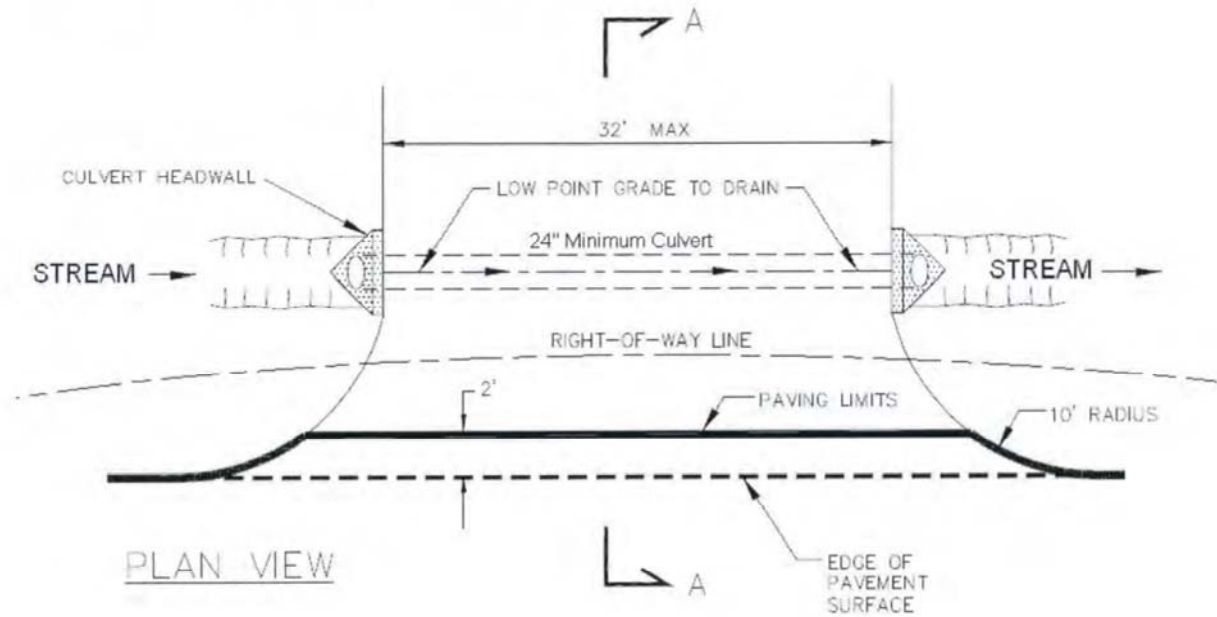 A
32' MAX
CULVERT HEADWALL
LOW POINT GRADE TO DRAIN
24" Minimum Culvert
STREAM
STREAM
RIGHT-OF-WAY LINE
2'
PAVING LIMITS
10' RADIUS
PLAN VIEW
A
EDGE OF
PAVEMENT
SURFACE